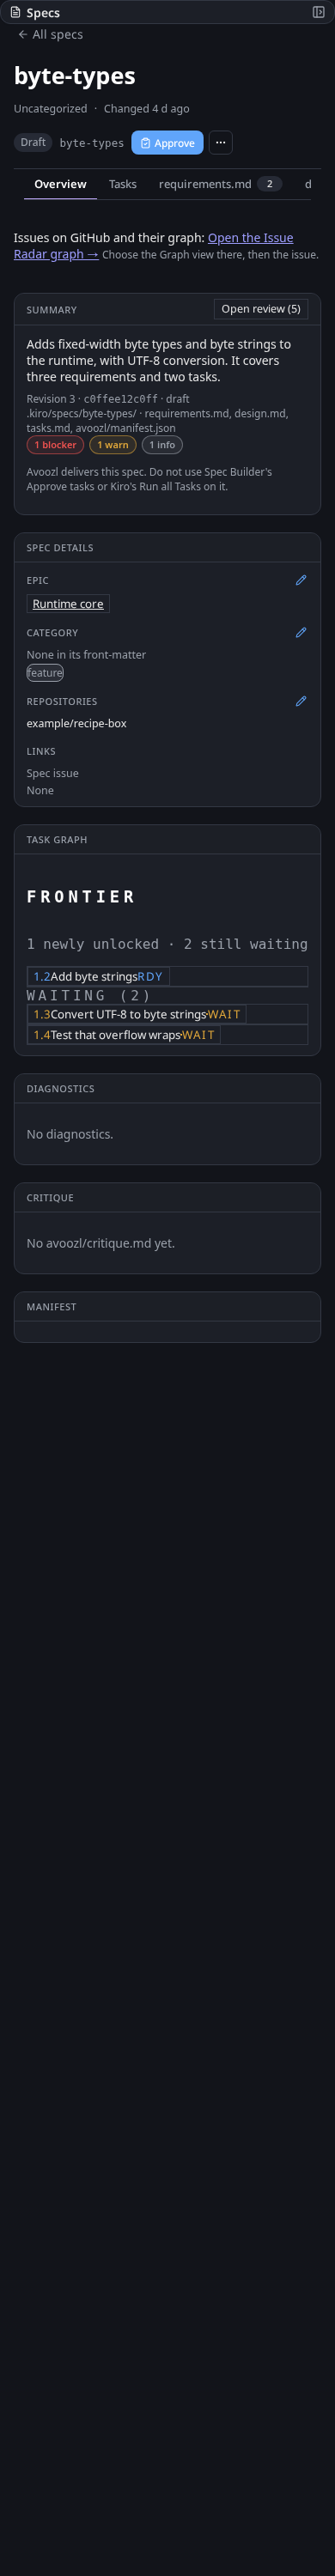 Specs
All specs
byte-types
Uncategorized · Changed 4 d ago
Draft byte-types Approve
Overview Tasks requirements.md 2 d
Issues on GitHub and their graph: Open the Issue
Radar graph → Choose the Graph view there, then the issue.
SUMMARY Open review (5)
Adds fixed-width byte types and byte strings to
the runtime, with UTF-8 conversion. It covers
three requirements and two tasks.
Revision 3 · c0ffee12c0ff · draft
.kiro/specs/byte-types/ · requirements.md, design.md,
tasks.md, avoozl/manifest.json
1 blocker 1 warn 1 info
Avoozl delivers this spec. Do not use Spec Builder's
Approve tasks or Kiro's Run all Tasks on it.
SPEC DETAILS
EPIC
Runtime core
CATEGORY
None in its front-matter
feature
REPOSITORIES
example/recipe-box
LINKS
Spec issue
None
TASK GRAPH
FRONTIER
1 newly unlocked · 2 still waiting
1.2 Add byte strings RDY
WAITING (2)
1.3 Convert UTF-8 to byte strings WAIT
1.4 Test that overflow wraps WAIT
DIAGNOSTICS
No diagnostics.
CRITIQUE
No avoozl/critique.md yet.
MANIFEST